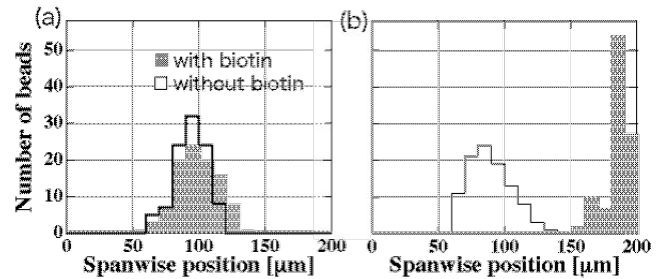 (a)
(b)
with biotin
without biotin
Number of beads
50
40
30
20
10
0
0 50 100 150 200
0 50 100 150 200
Spanwise position [μm]
Spanwise position [μm]